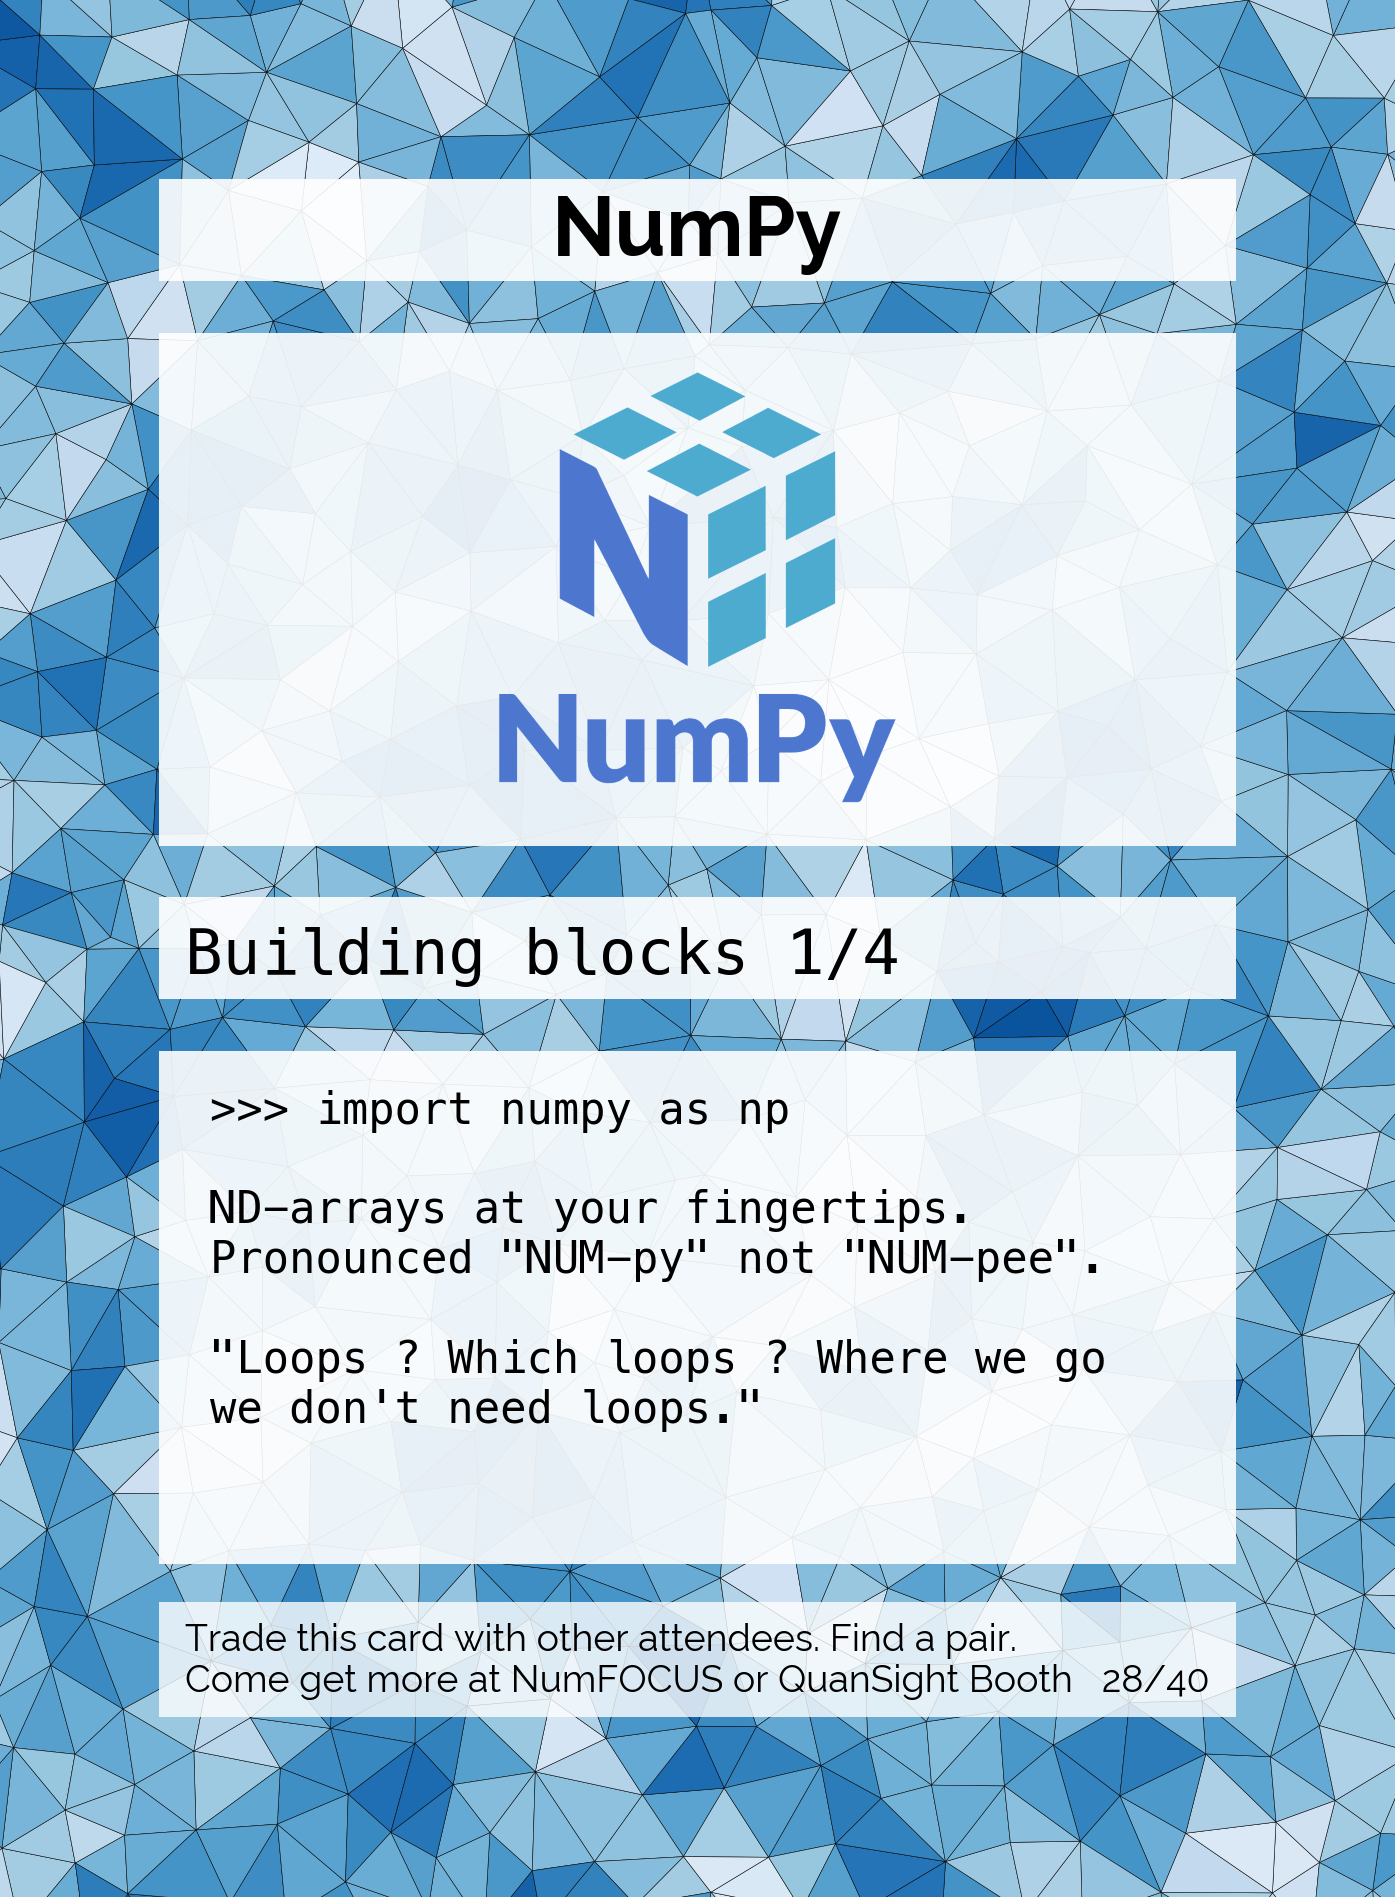 NumPy
NumPy
Building blocks 1/4
>>> import numpy as np
ND-arrays at your fingertips.
Pronounced "NUM-py" not "NUM-pee".
"Loops ? Which loops ? Where we go
we don't need loops."
Trade this card with other attendees. Find a pair.
Come get more at NumFOCUS or QuanSight Booth 28/40